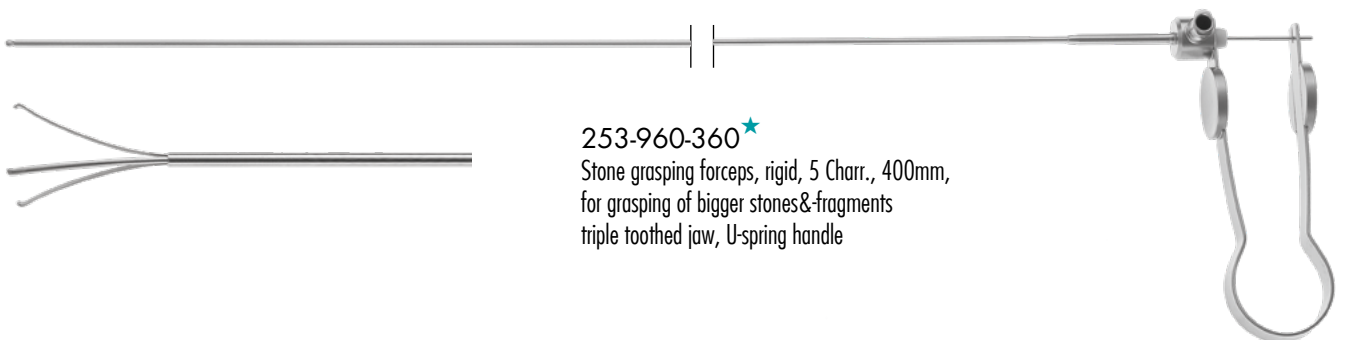 253-960-360★
Stone grasping forceps, rigid, 5 Charr., 400mm,
for grasping of bigger stones&-fragments
triple toothed jaw, U-spring handle